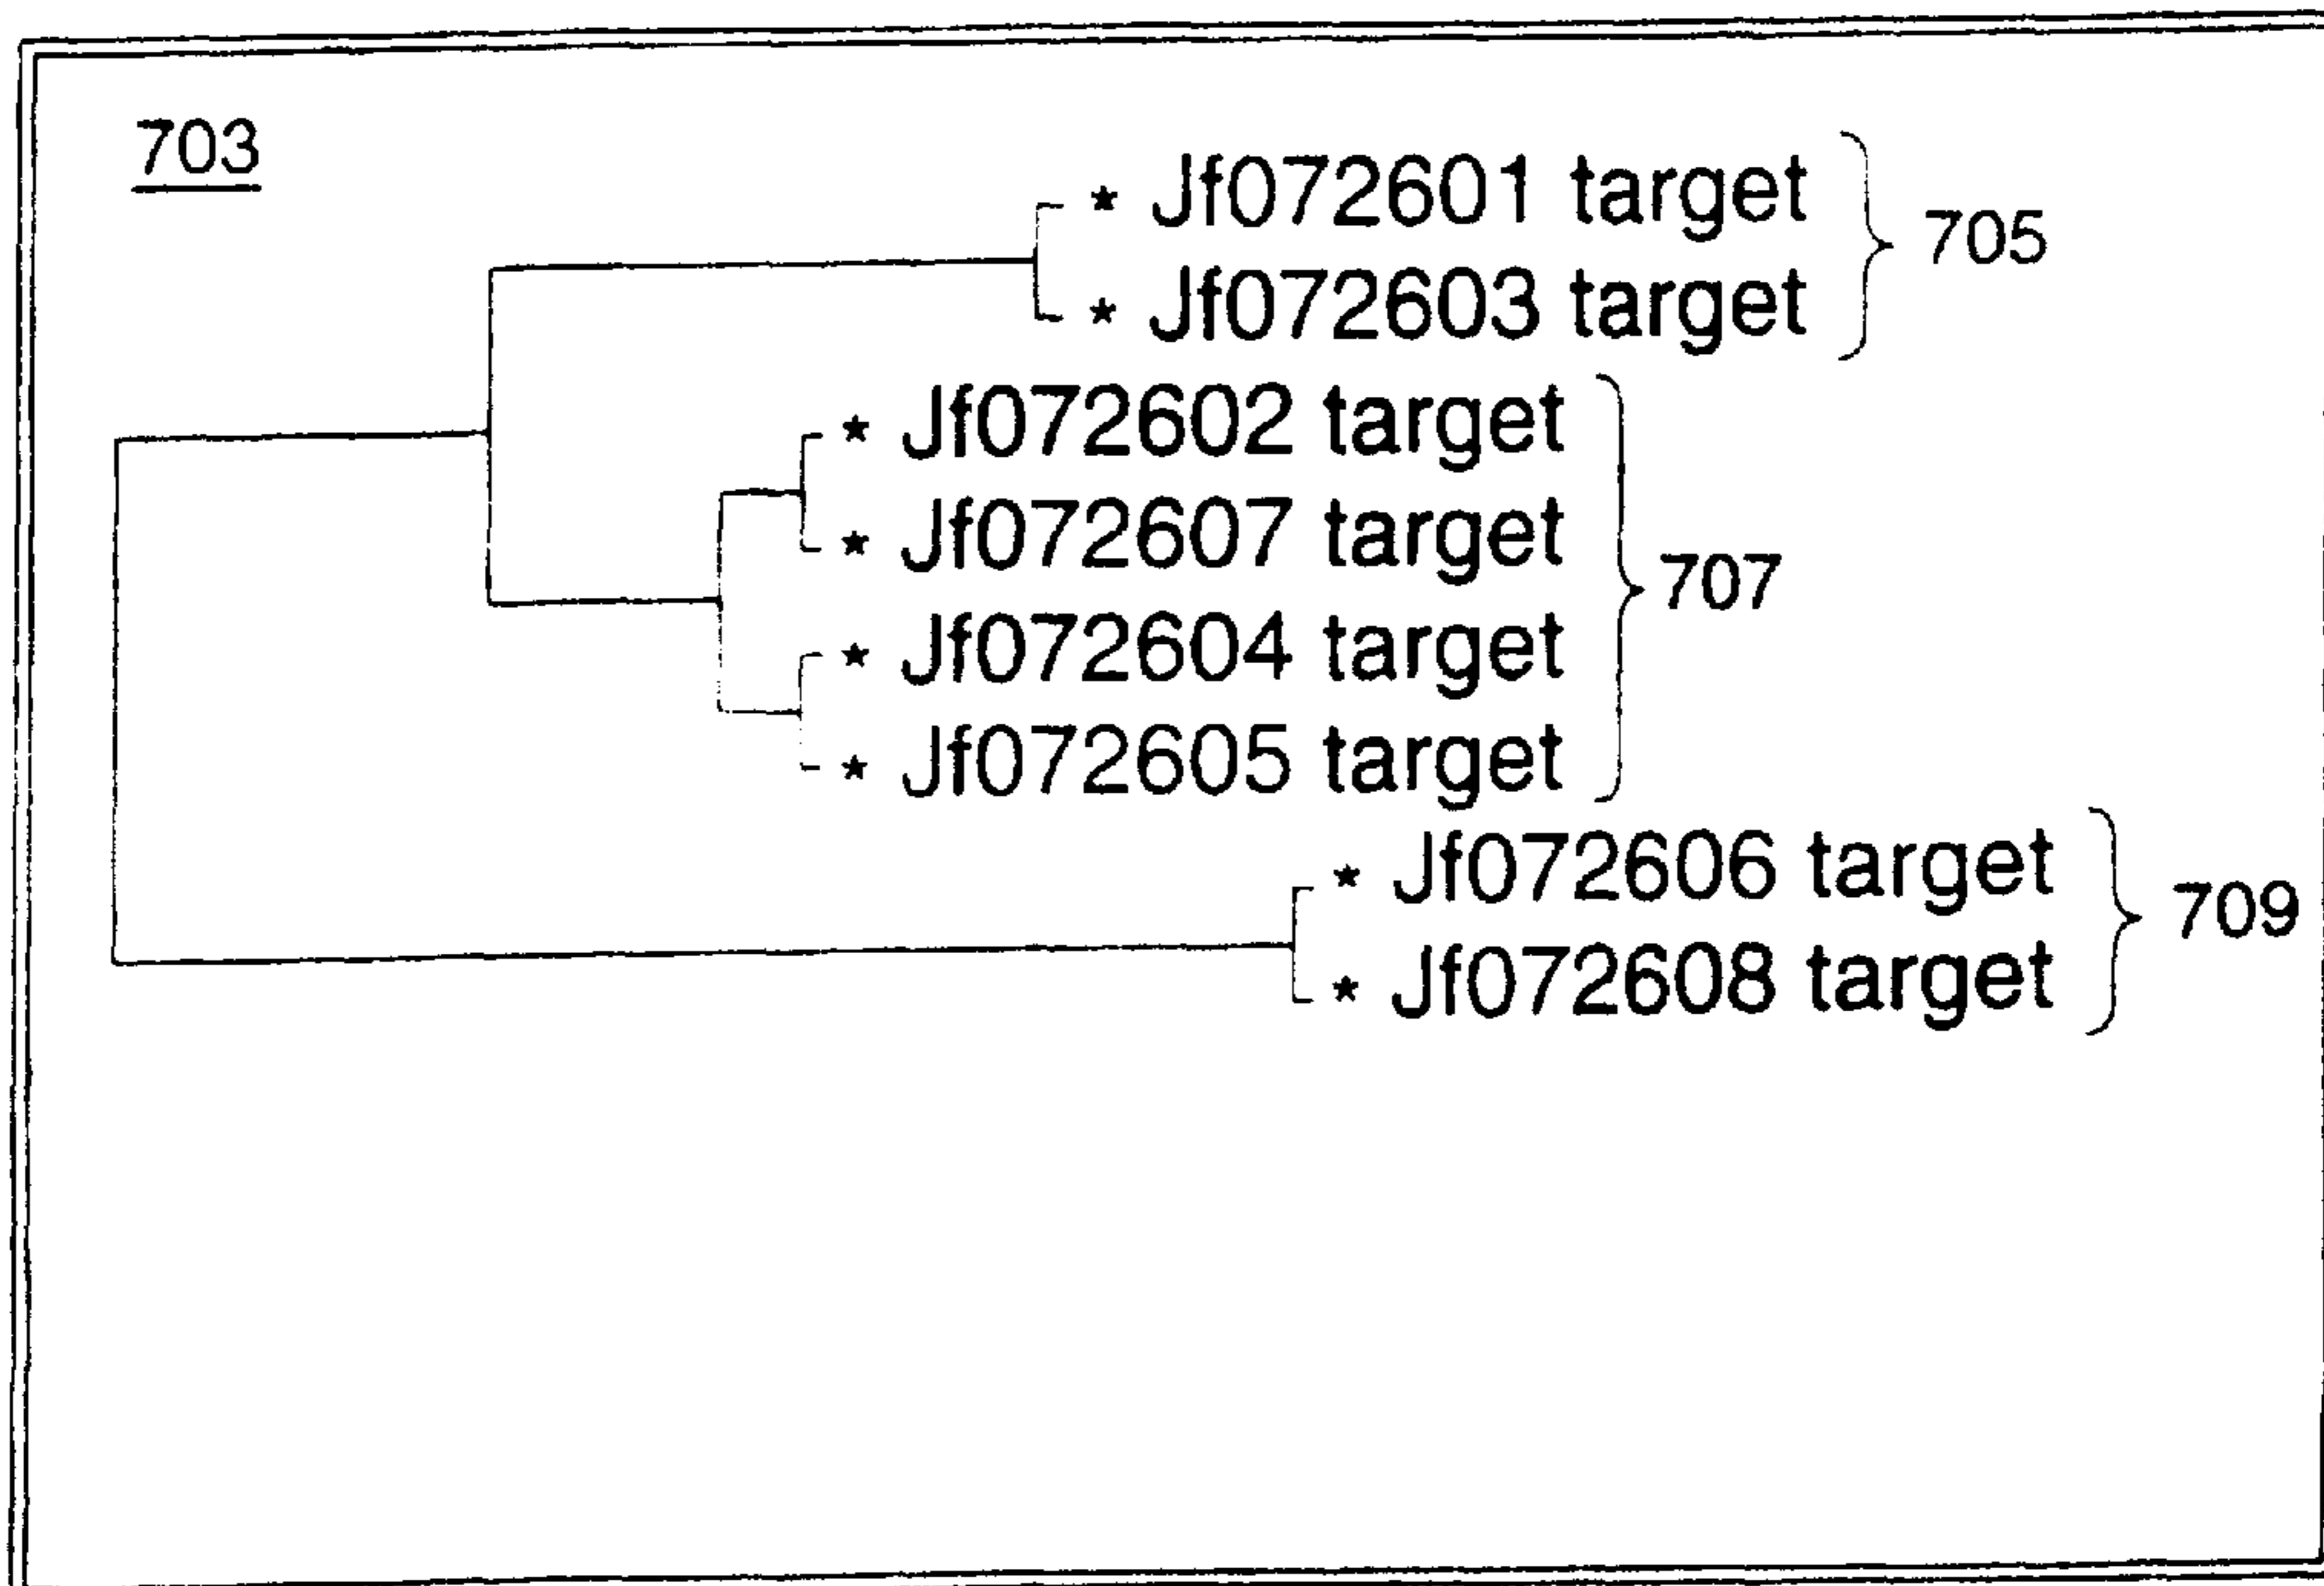 703
* Jf072601 target
* Jf072603 target
705
* Jf072602 target
* Jf072607 target
* Jf072604 target
* Jf072605 target
707
* Jf072606 target
* Jf072608 target
709